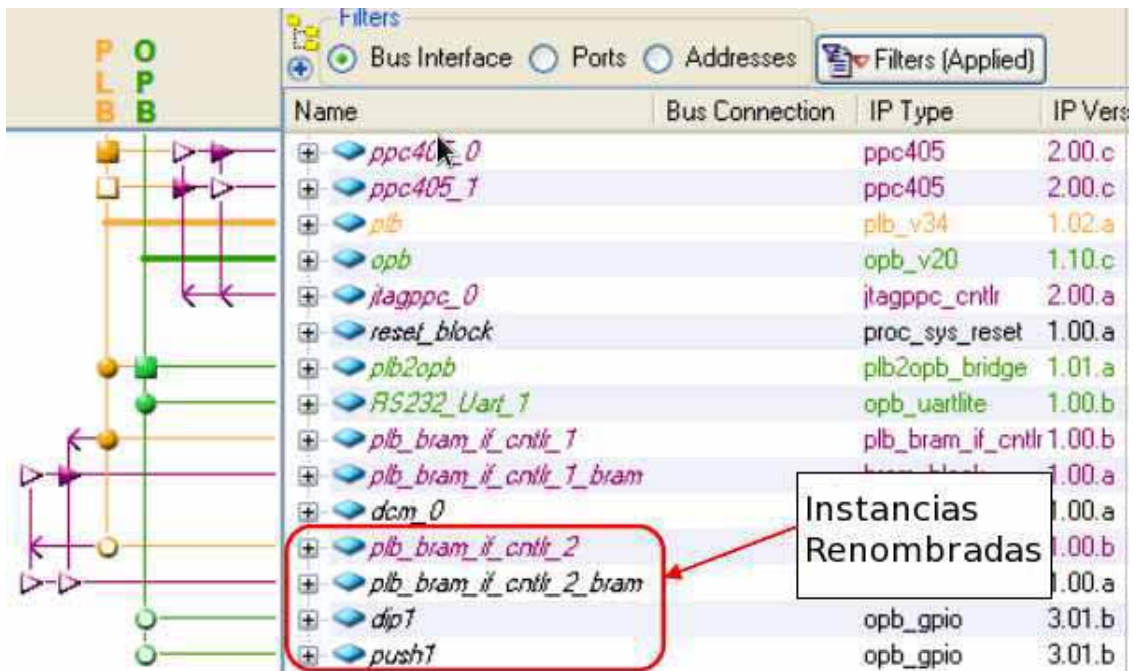 Filters
Bus Interface Ports Addresses Filters (Applied)
PLB OPB
Name Bus Connection IP Type IP Vers
ppc405_0 ppc405 2.00.c
ppc405_1 ppc405 2.00.c
plb plb_v34 1.02.a
opb opb_v20 1.10.c
jtagppc_0 jtagppc_cntlr 2.00.a
reset_block proc_sys_reset 1.00.a
plb2opb plb2opb_bridge 1.01.a
RS232_Uart_1 opb_uartlite 1.00.b
plb_bram_if_cntlr_1 plb_bram_if_cntlr 1.00.b
plb_bram_if_cntlr_1_bram 1.00.a
dcm_0 1.00.a
plb_bram_if_cntlr_2 1.00.b
plb_bram_if_cntlr_2_bram 1.00.a
dip1 opb_gpio 3.01.b
push1 opb_gpio 3.01.b
Instancias
Renombradas